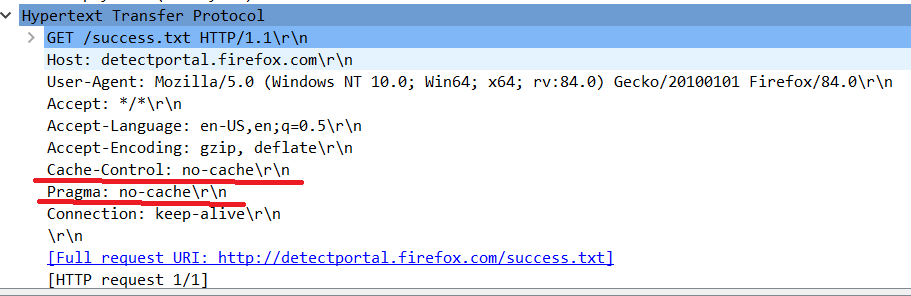 Hypertext Transfer Protocol
GET /success.txt HTTP/1.1\r\n
Host: detectportal.firefox.com\r\n
User-Agent: Mozilla/5.0 (Windows NT 10.0; Win64; x64; rv:84.0) Gecko/20100101 Firefox/84.0\r\n
Accept: */*\r\n
Accept-Language: en-US,en;q=0.5\r\n
Accept-Encoding: gzip, deflate\r\n
Cache-Control: no-cache\r\n
Pragma: no-cache\r\n
Connection: keep-alive\r\n
\r\n
[Full request URI: http://detectportal.firefox.com/success.txt]
[HTTP request 1/1]